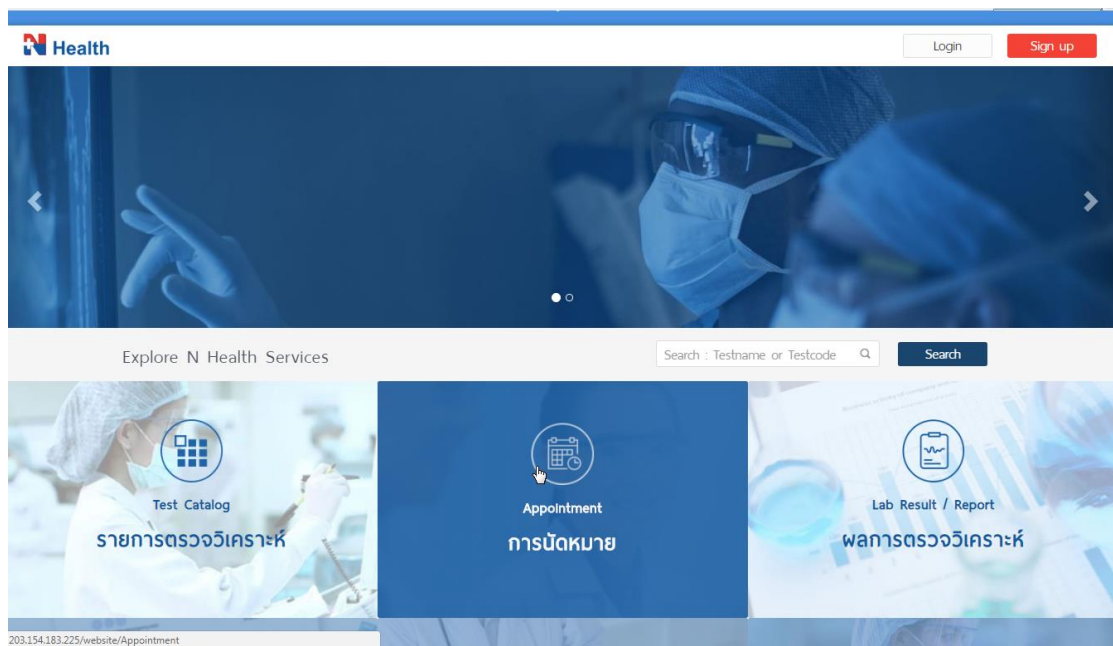 N Health
Login
Sign up
Explore N Health Services
Search : Testname or Testcode
Search
Test Catalog
รายการตรวจวิเคราะห์
Appointment
การนัดหมาย
Lab Result / Report
ผลการตรวจวิเคราะห์
203.154.183.225/website/Appointment